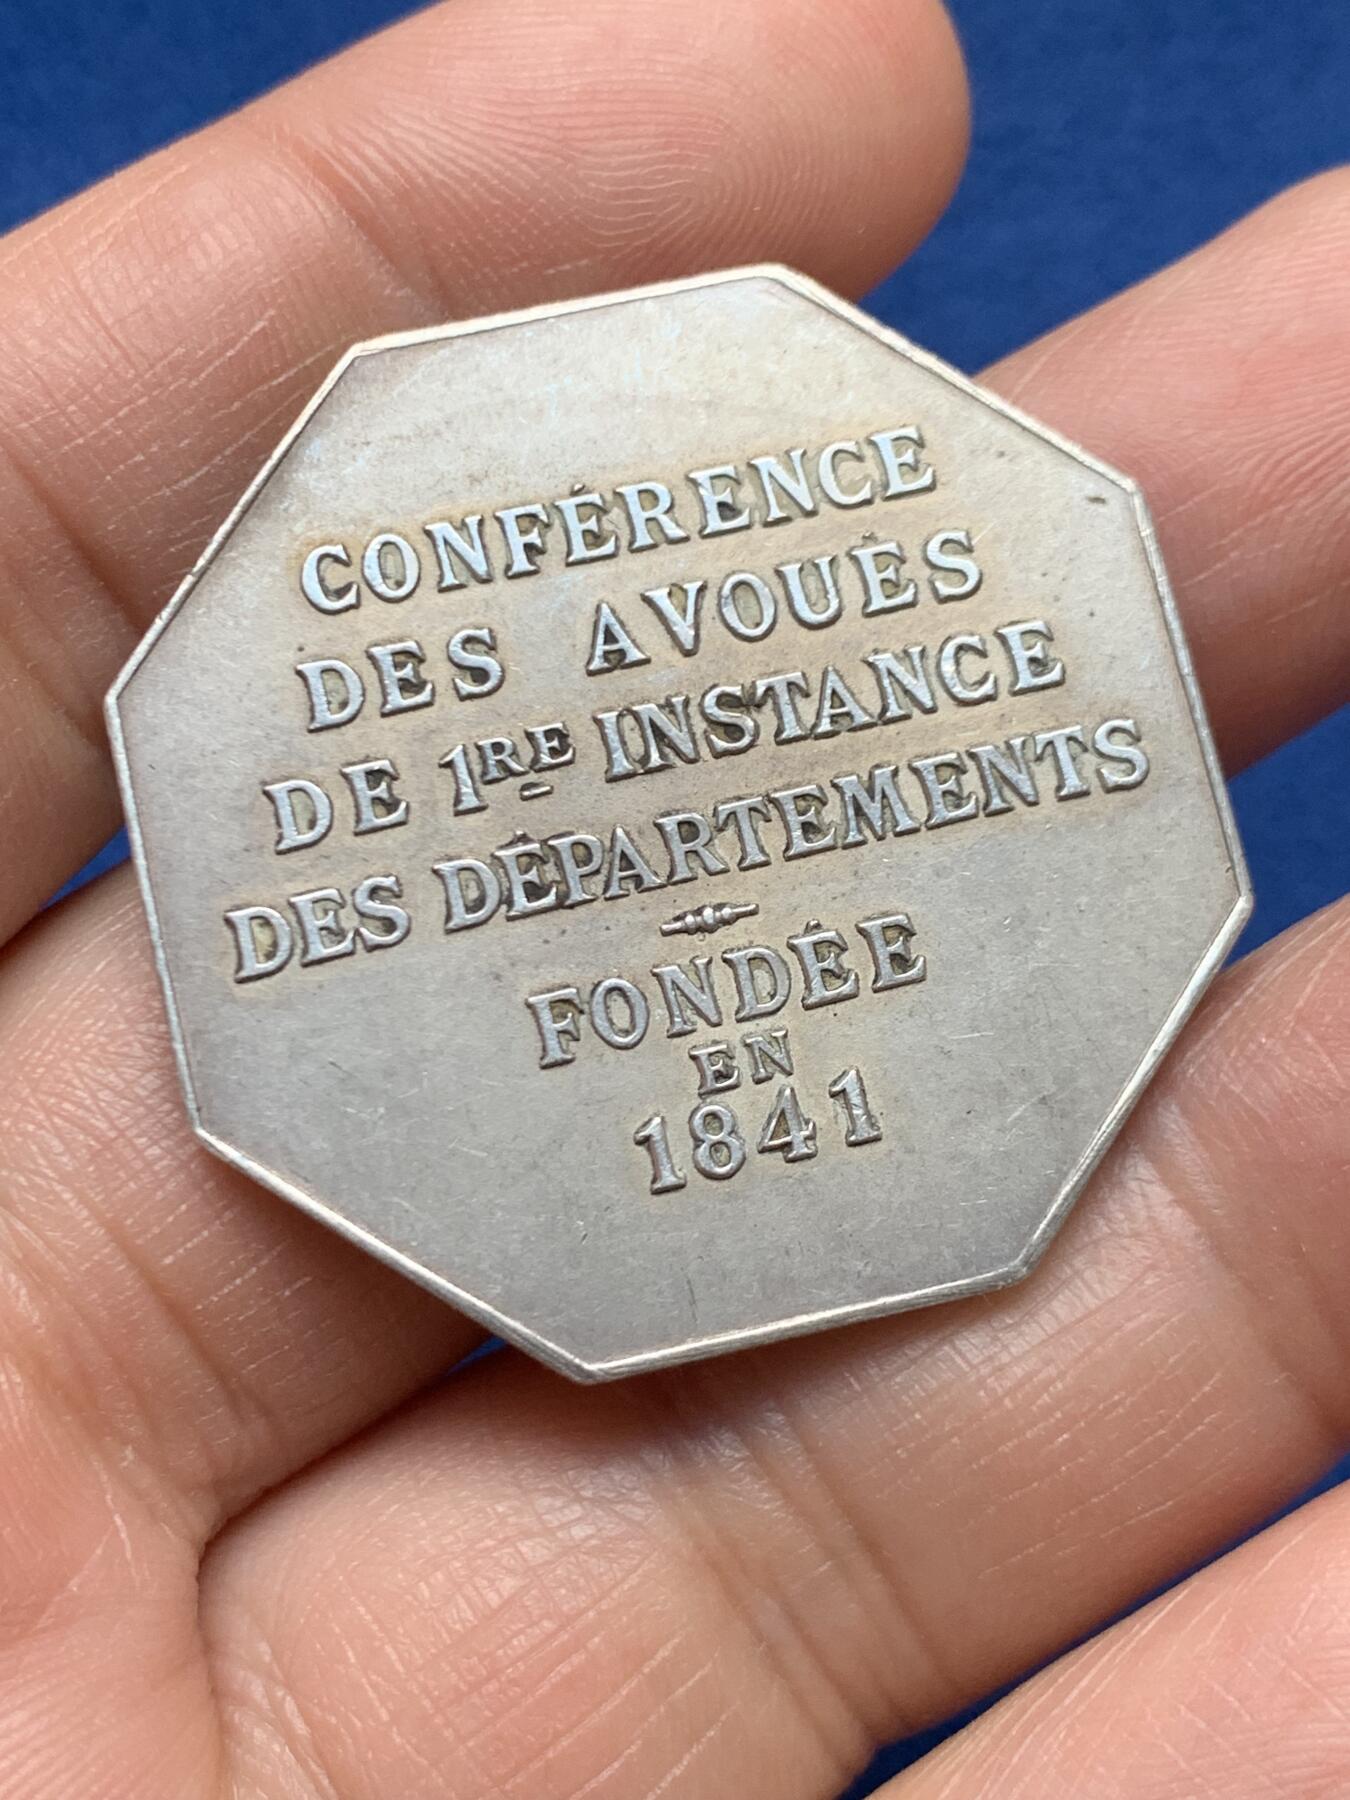 CONFÉRENCE
DES AVOUÉS
DE 1RE INSTANCE
DES DÉPARTEMENTS
FONDÉE
EN
1841